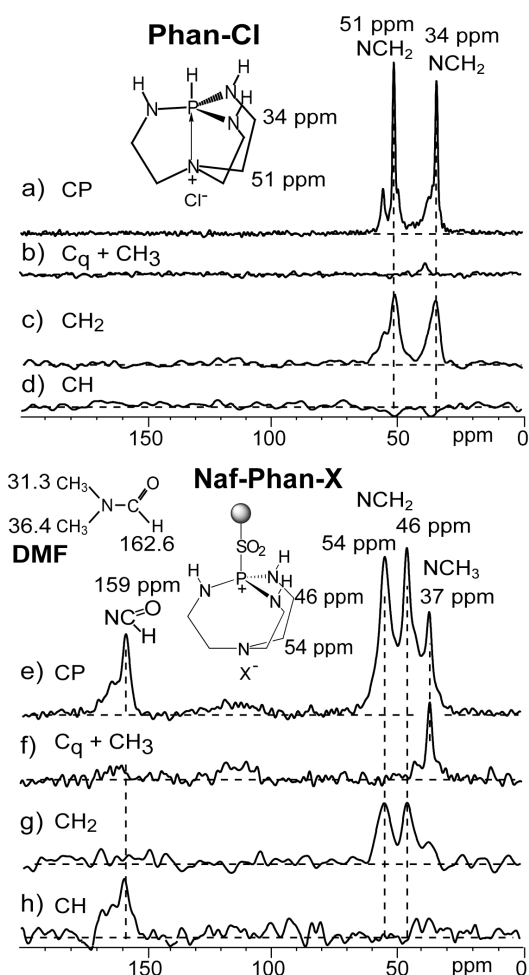 Phan-Cl
51 ppm
NCH2
34 ppm
NCH2
H
H
H
N
P
N
H
N
34 ppm
N
+
51 ppm
Cl-
a) CP
b) Cq + CH3
c) CH2
d) CH
150
100
50
ppm
0
Naf-Phan-X
31.3 CH3
O
N
C
36.4 CH3
H
162.6
DMF
NCH2
54 ppm
46 ppm
NCH3
37 ppm
SO2
H
H
N
P
+
N
H
N
46 ppm
N
54 ppm
X-
159 ppm
NC
O
H
e) CP
f) Cq + CH3
g) CH2
h) CH
150
100
50
ppm
0